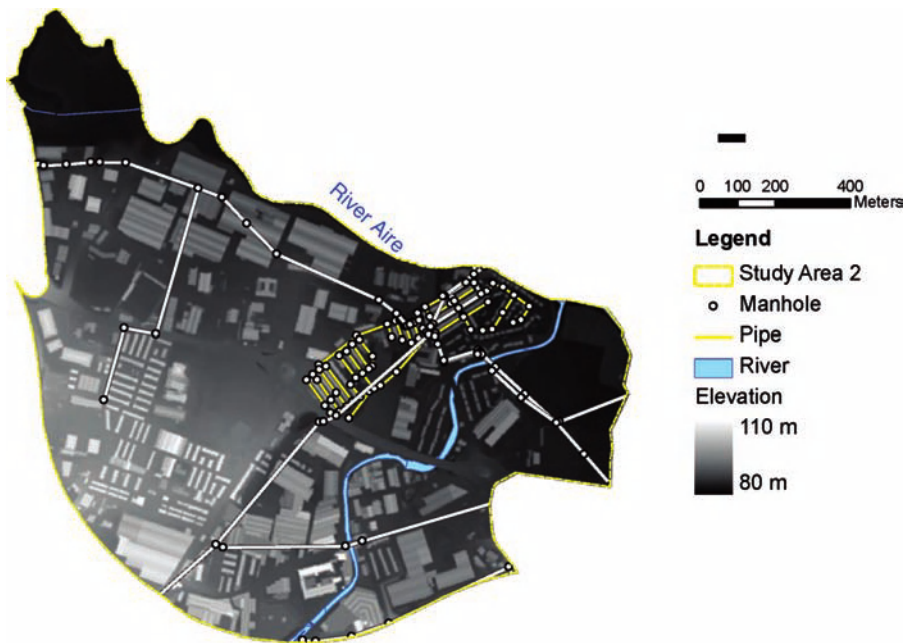 River Aire
0 100 200 400
Meters
Legend
Study Area 2
Manhole
Pipe
River
Elevation
110 m
80 m